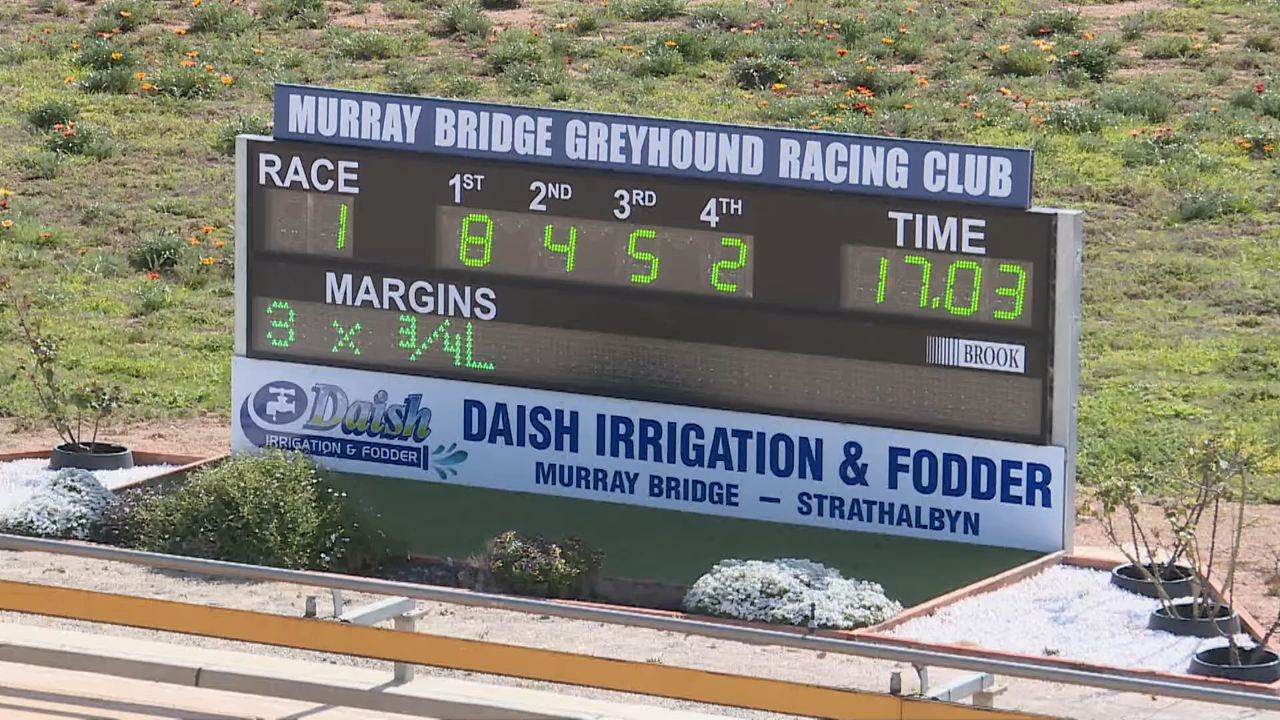 MURRAY BRIDGE GREYHOUND RACING CLUB
RACE 1ST 2ND 3RD 4TH TIME
1 8 4 5 2 17.03
MARGINS
3 x 3/4L
BROOK
Daish
IRRIGATION & FODDER
DAISH IRRIGATION & FODDER
MURRAY BRIDGE – STRATHALBYN